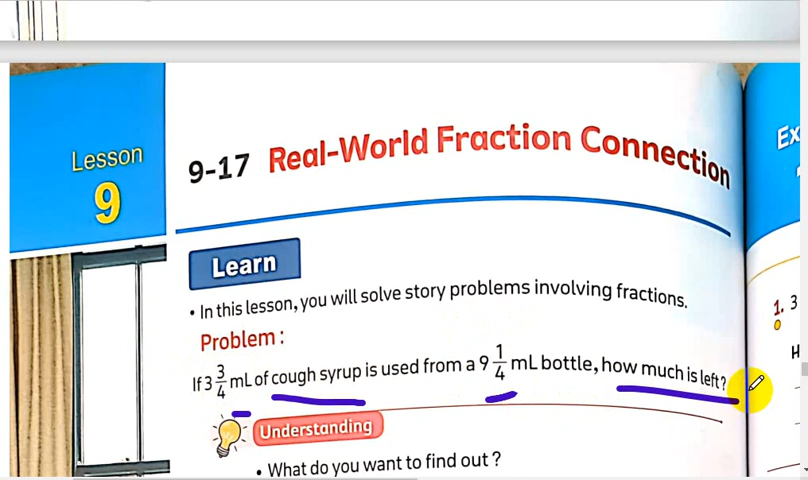 Lesson
9
9-17 Real-World Fraction Connection
Learn
• In this lesson, you will solve story problems involving fractions.
Problem :
If 3 3/4 mL of cough syrup is used from a 9 1/4 mL bottle, how much is left?
Understanding
• What do you want to find out ?
Ex
1. 3
H